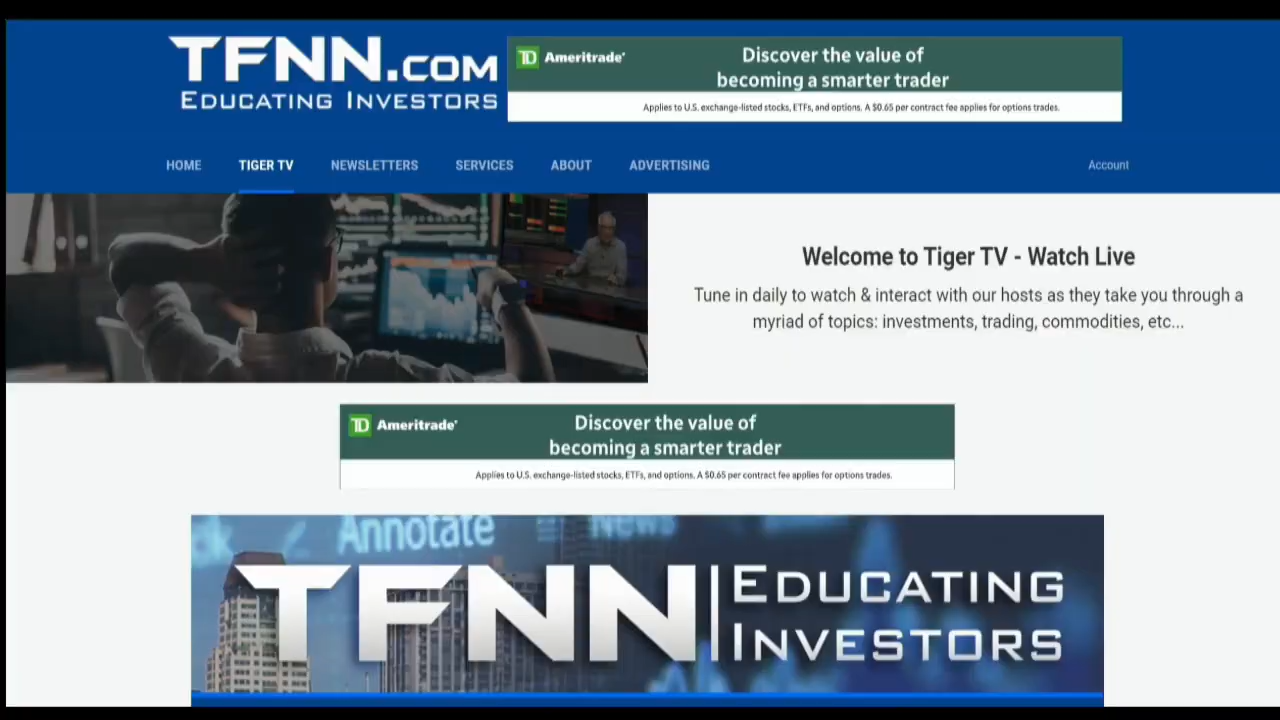 TFNN.COM
EDUCATING INVESTORS
TD Ameritrade
Discover the value of
becoming a smarter trader
Applies to U.S. exchange-listed stocks, ETFs, and options. A $0.65 per contract fee applies for options trades.
HOME TIGER TV NEWSLETTERS SERVICES ABOUT ADVERTISING Account
Welcome to Tiger TV - Watch Live
Tune in daily to watch & interact with our hosts as they take you through a
myriad of topics: investments, trading, commodities, etc...
TD Ameritrade
Discover the value of
becoming a smarter trader
Applies to U.S. exchange-listed stocks, ETFs, and options. A $0.65 per contract fee applies for options trades.
ck Annotate News
TFNN EDUCATING
INVESTORS